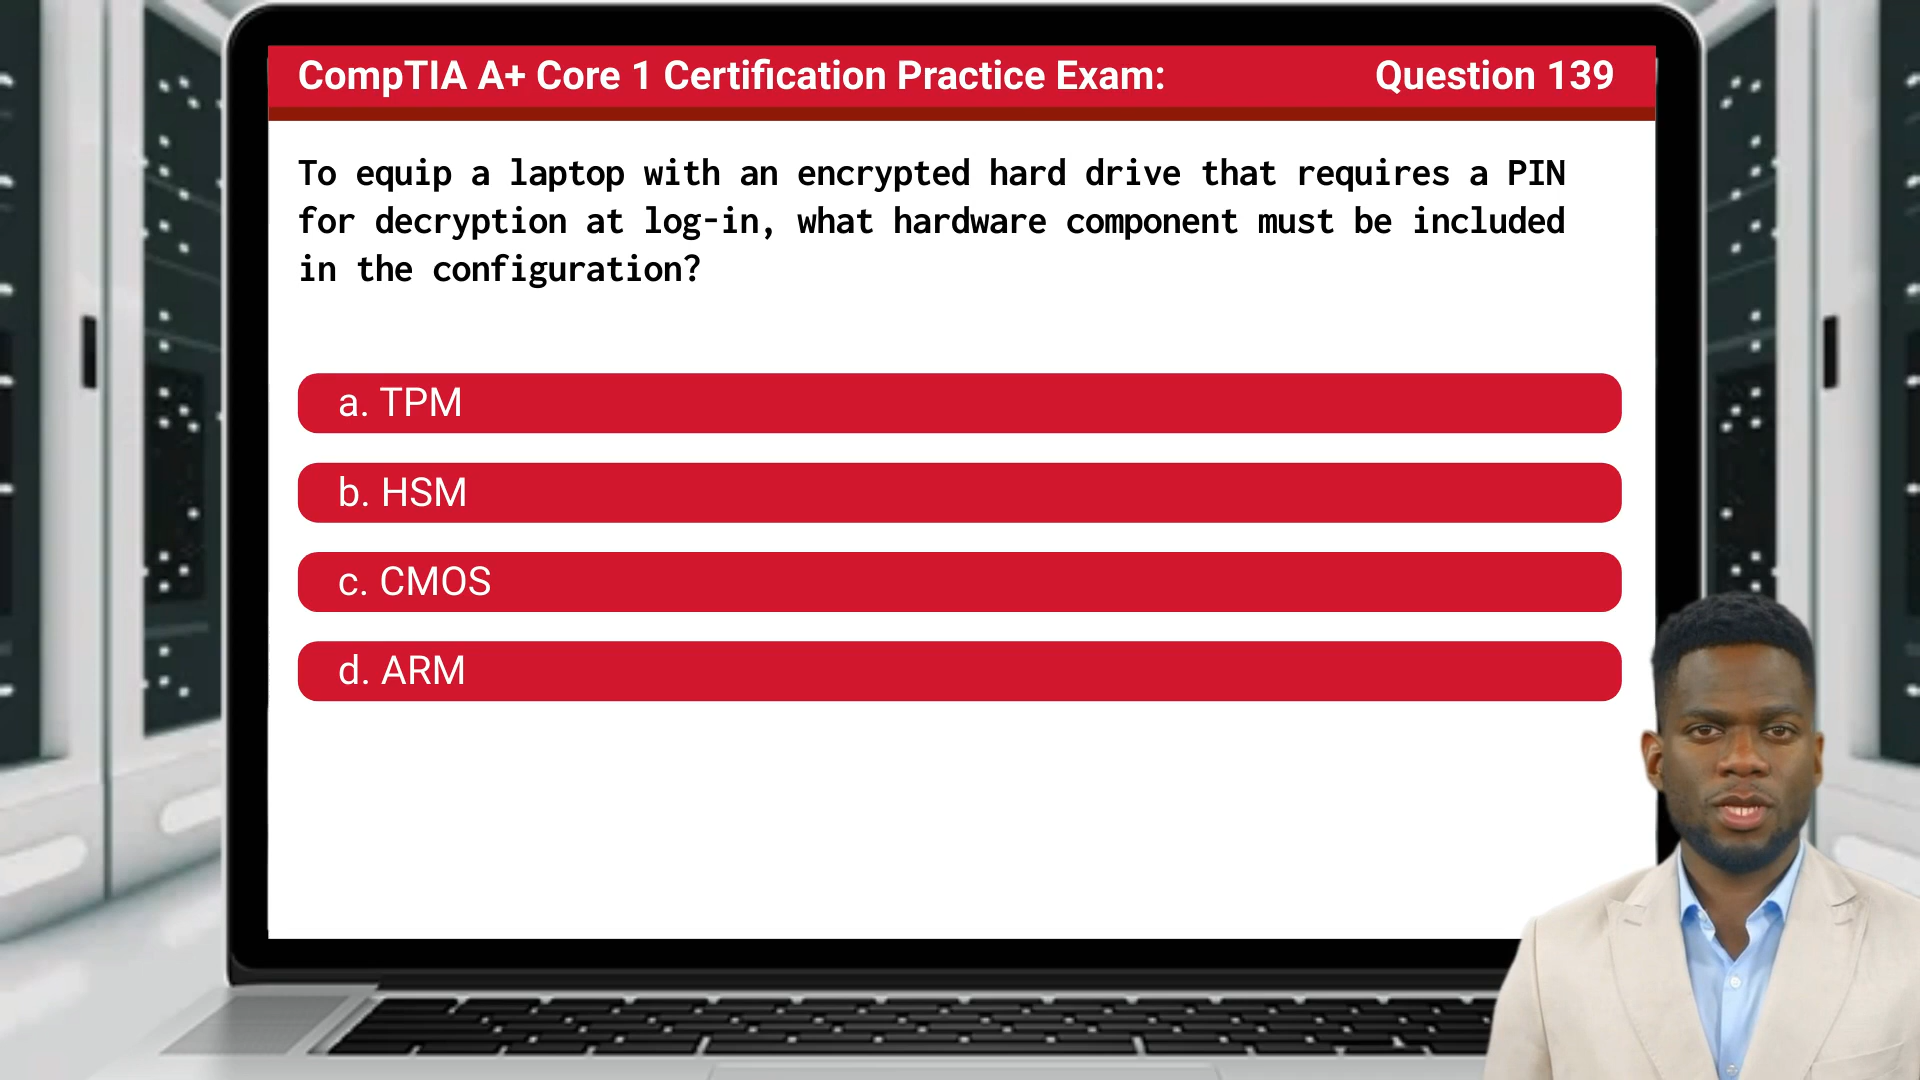 CompTIA A+ Core 1 Certification Practice Exam: Question 139
To equip a laptop with an encrypted hard drive that requires a PIN
for decryption at log-in, what hardware component must be included
in the configuration?
a. TPM
b. HSM
c. CMOS
d. ARM